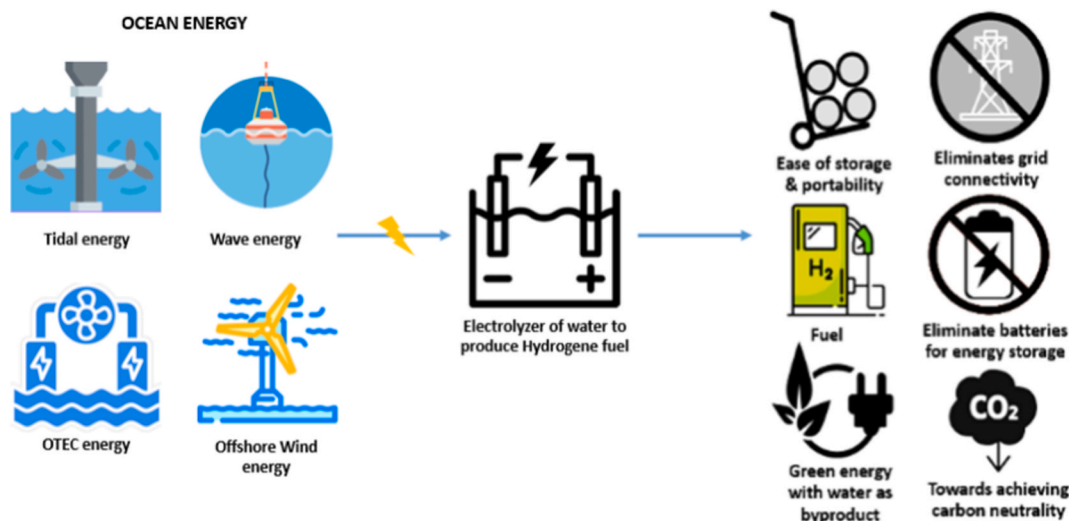 OCEAN ENERGY
Tidal energy
Wave energy
OTEC energy
Offshore Wind
energy
Electrolyzer of water to
produce Hydrogene fuel
Ease of storage
& portability
Eliminates grid
connectivity
H2
Fuel
Eliminate batteries
for energy storage
Green energy
with water as
byproduct
CO2
Towards achieving
carbon neutrality